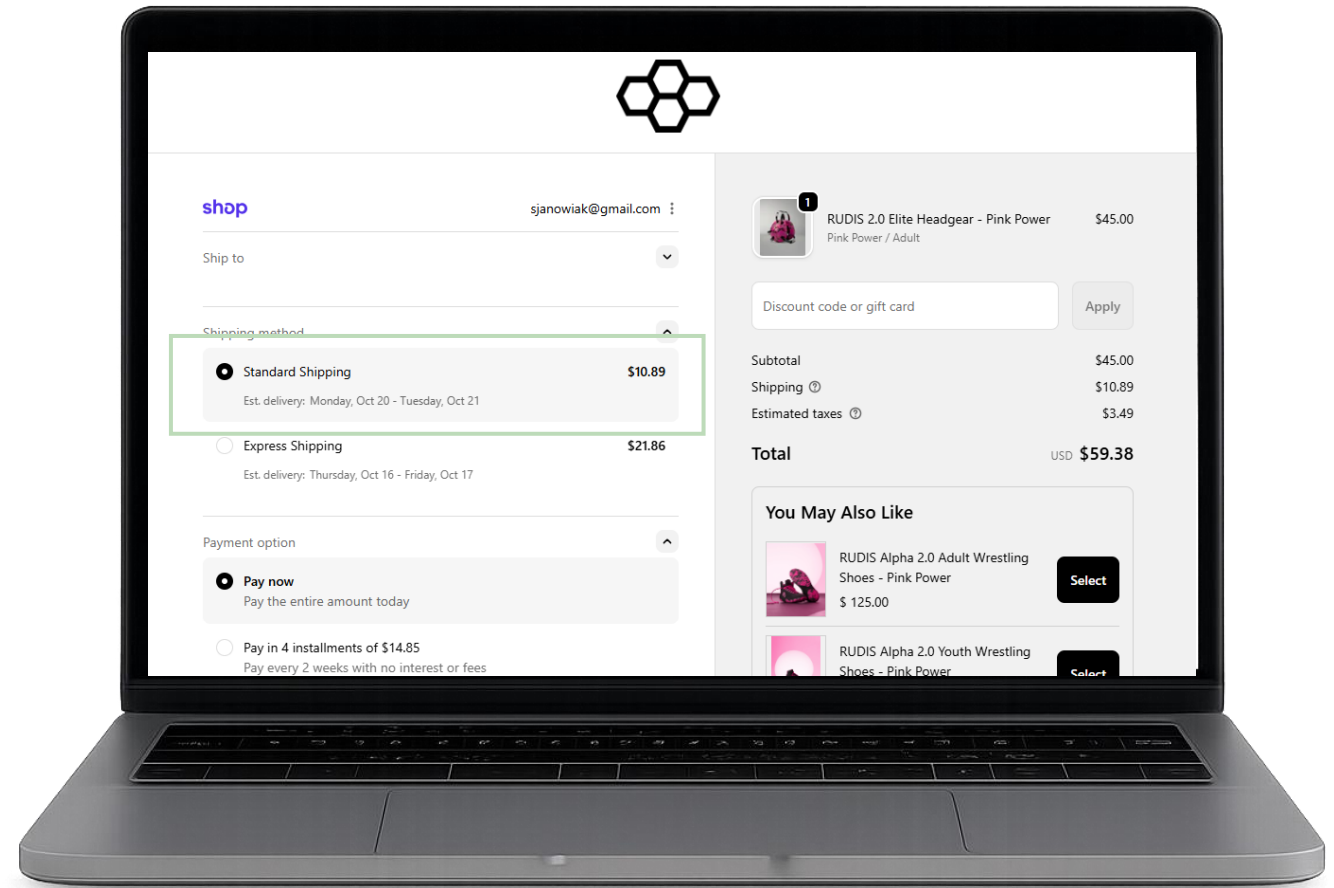 shop
sjanowiak@gmail.com
Ship to
Shipping method
Standard Shipping $10.89
Est. delivery: Monday, Oct 20 - Tuesday, Oct 21
Express Shipping $21.86
Est. delivery: Thursday, Oct 16 - Friday, Oct 17
Payment option
Pay now
Pay the entire amount today
Pay in 4 installments of $14.85
Pay every 2 weeks with no interest or fees
1
RUDIS 2.0 Elite Headgear - Pink Power $45.00
Pink Power / Adult
Discount code or gift card Apply
Subtotal $45.00
Shipping $10.89
Estimated taxes $3.49
Total USD $59.38
You May Also Like
RUDIS Alpha 2.0 Adult Wrestling
Shoes - Pink Power
$ 125.00
Select
RUDIS Alpha 2.0 Youth Wrestling
Shoes - Pink Power
Select